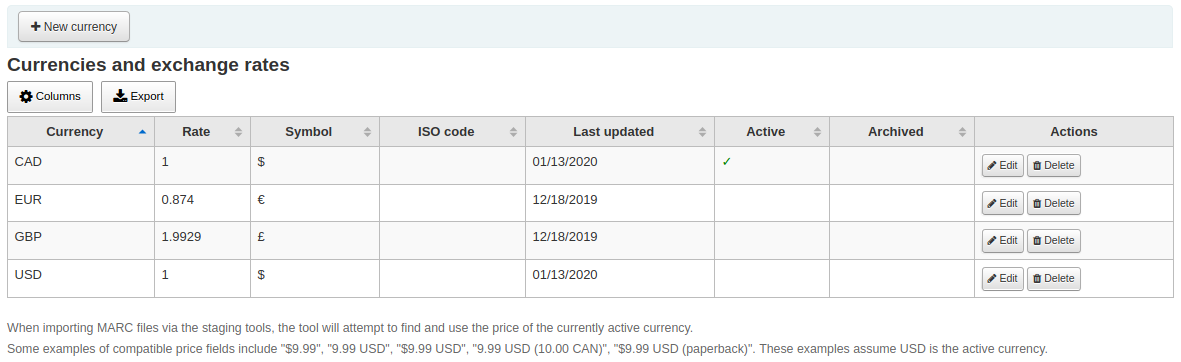 New currency
Currencies and exchange rates
Columns Export
Currency Rate Symbol ISO code Last updated Active Archived Actions
CAD 1 $ 01/13/2020 ✓ Edit Delete
EUR 0.874 € 12/18/2019 Edit Delete
GBP 1.9929 £ 12/18/2019 Edit Delete
USD 1 $ 01/13/2020 Edit Delete
When importing MARC files via the staging tools, the tool will attempt to find and use the price of the currently active currency.
Some examples of compatible price fields include "$9.99", "9.99 USD", "$9.99 USD", "9.99 USD (10.00 CAN)", "$9.99 USD (paperback)". These examples assume USD is the active currency.